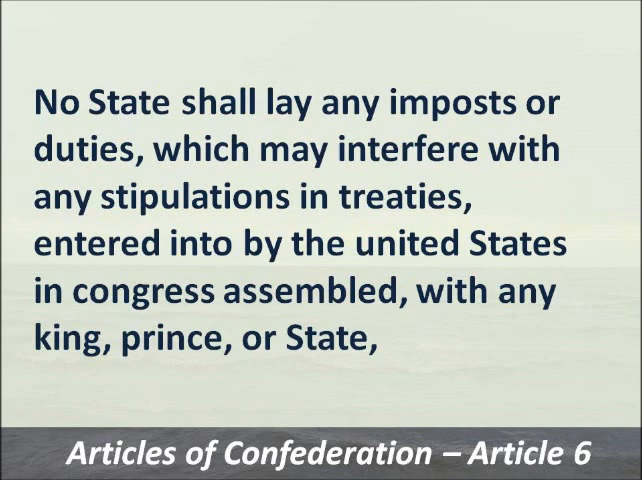 No State shall lay any imposts or
duties, which may interfere with
any stipulations in treaties,
entered into by the united States
in congress assembled, with any
king, prince, or State,
Articles of Confederation – Article 6